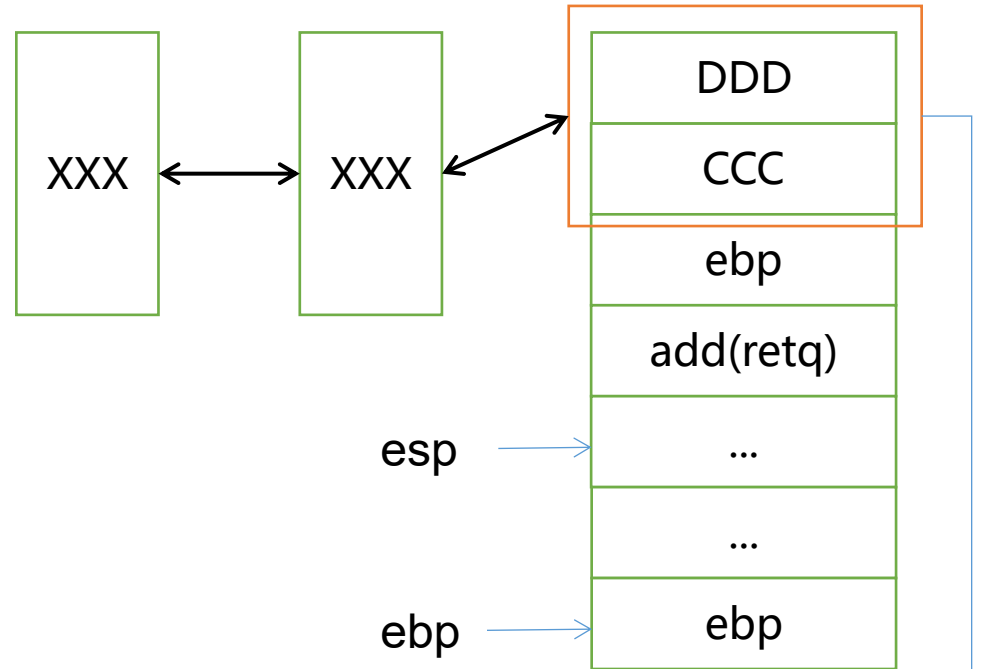 XXX
XXX
DDD
CCC
ebp
add(retq)
esp
...
...
ebp
ebp